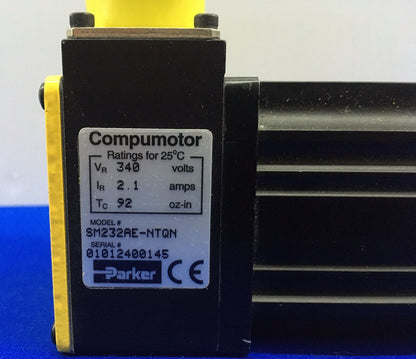 Compumotor
Ratings for 25°C
VR 340 volts
IR 2.1 amps
TC 92 oz-in
MODEL #
SM232AE-NTQN
SERIAL #
01012400145
Parker CE